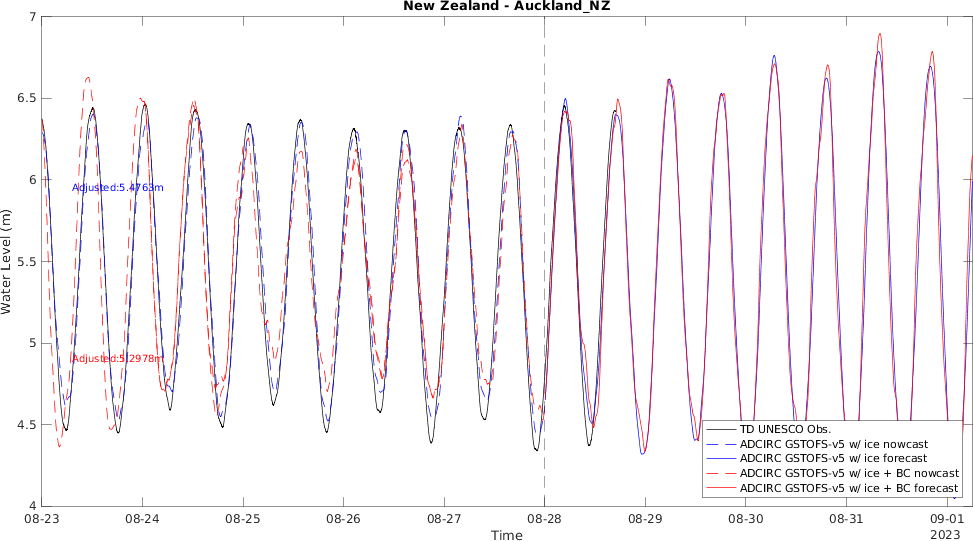 New Zealand - Auckland_NZ
7
6.5
6
5.5
5
4.5
4
Water Level (m)
Adjusted:5.4763m
Adjusted:5.2978m
TD UNESCO Obs.
ADCIRC GSTOFS-v5 w/ ice nowcast
ADCIRC GSTOFS-v5 w/ ice forecast
ADCIRC GSTOFS-v5 w/ ice + BC nowcast
ADCIRC GSTOFS-v5 w/ ice + BC forecast
08-23 08-24 08-25 08-26 08-27 08-28 08-29 08-30 08-31 09-01
2023
Time